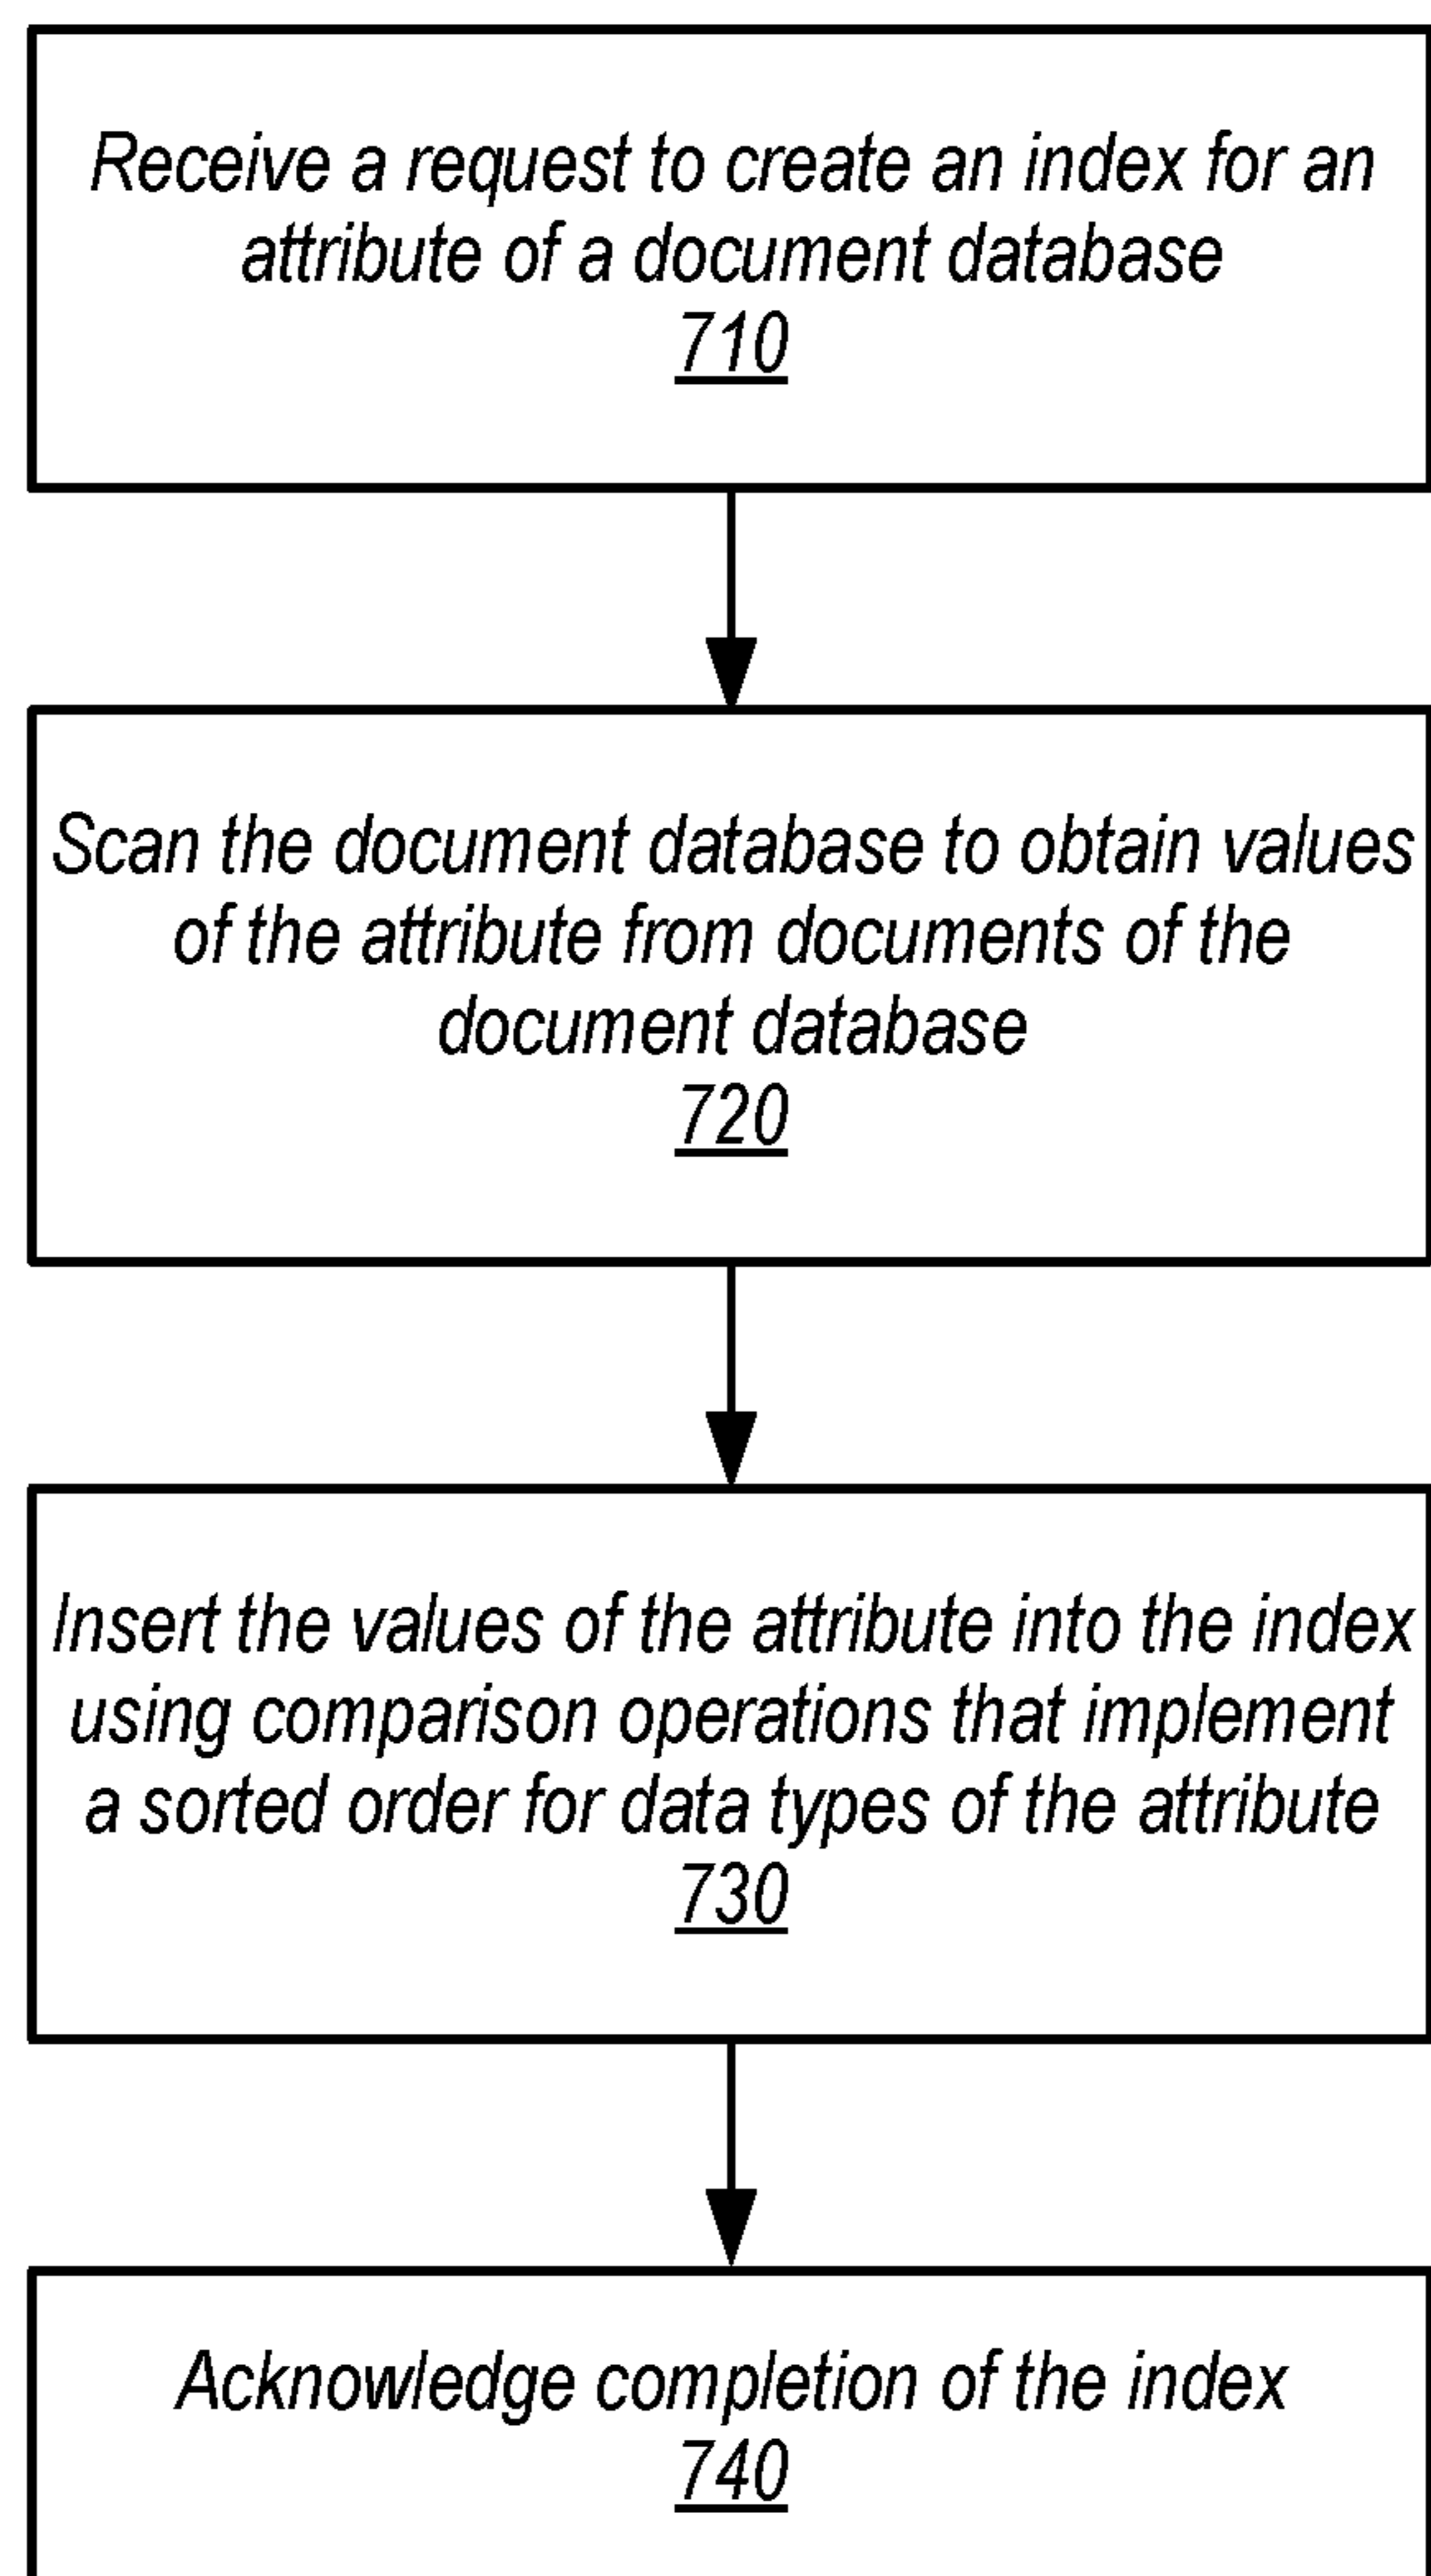 Receive a request to create an index for an
attribute of a document database
710
Scan the document database to obtain values
of the attribute from documents of the
document database
720
Insert the values of the attribute into the index
using comparison operations that implement
a sorted order for data types of the attribute
730
Acknowledge completion of the index
740